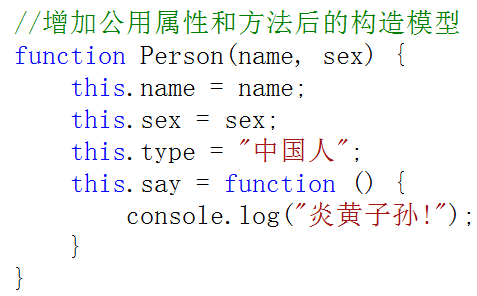 //增加公用属性和方法后的构造模型
function Person(name, sex) {
    this.name = name;
    this.sex = sex;
    this.type = "中国人";
    this.say = function () {
        console.log("炎黄子孙!");
    }
}